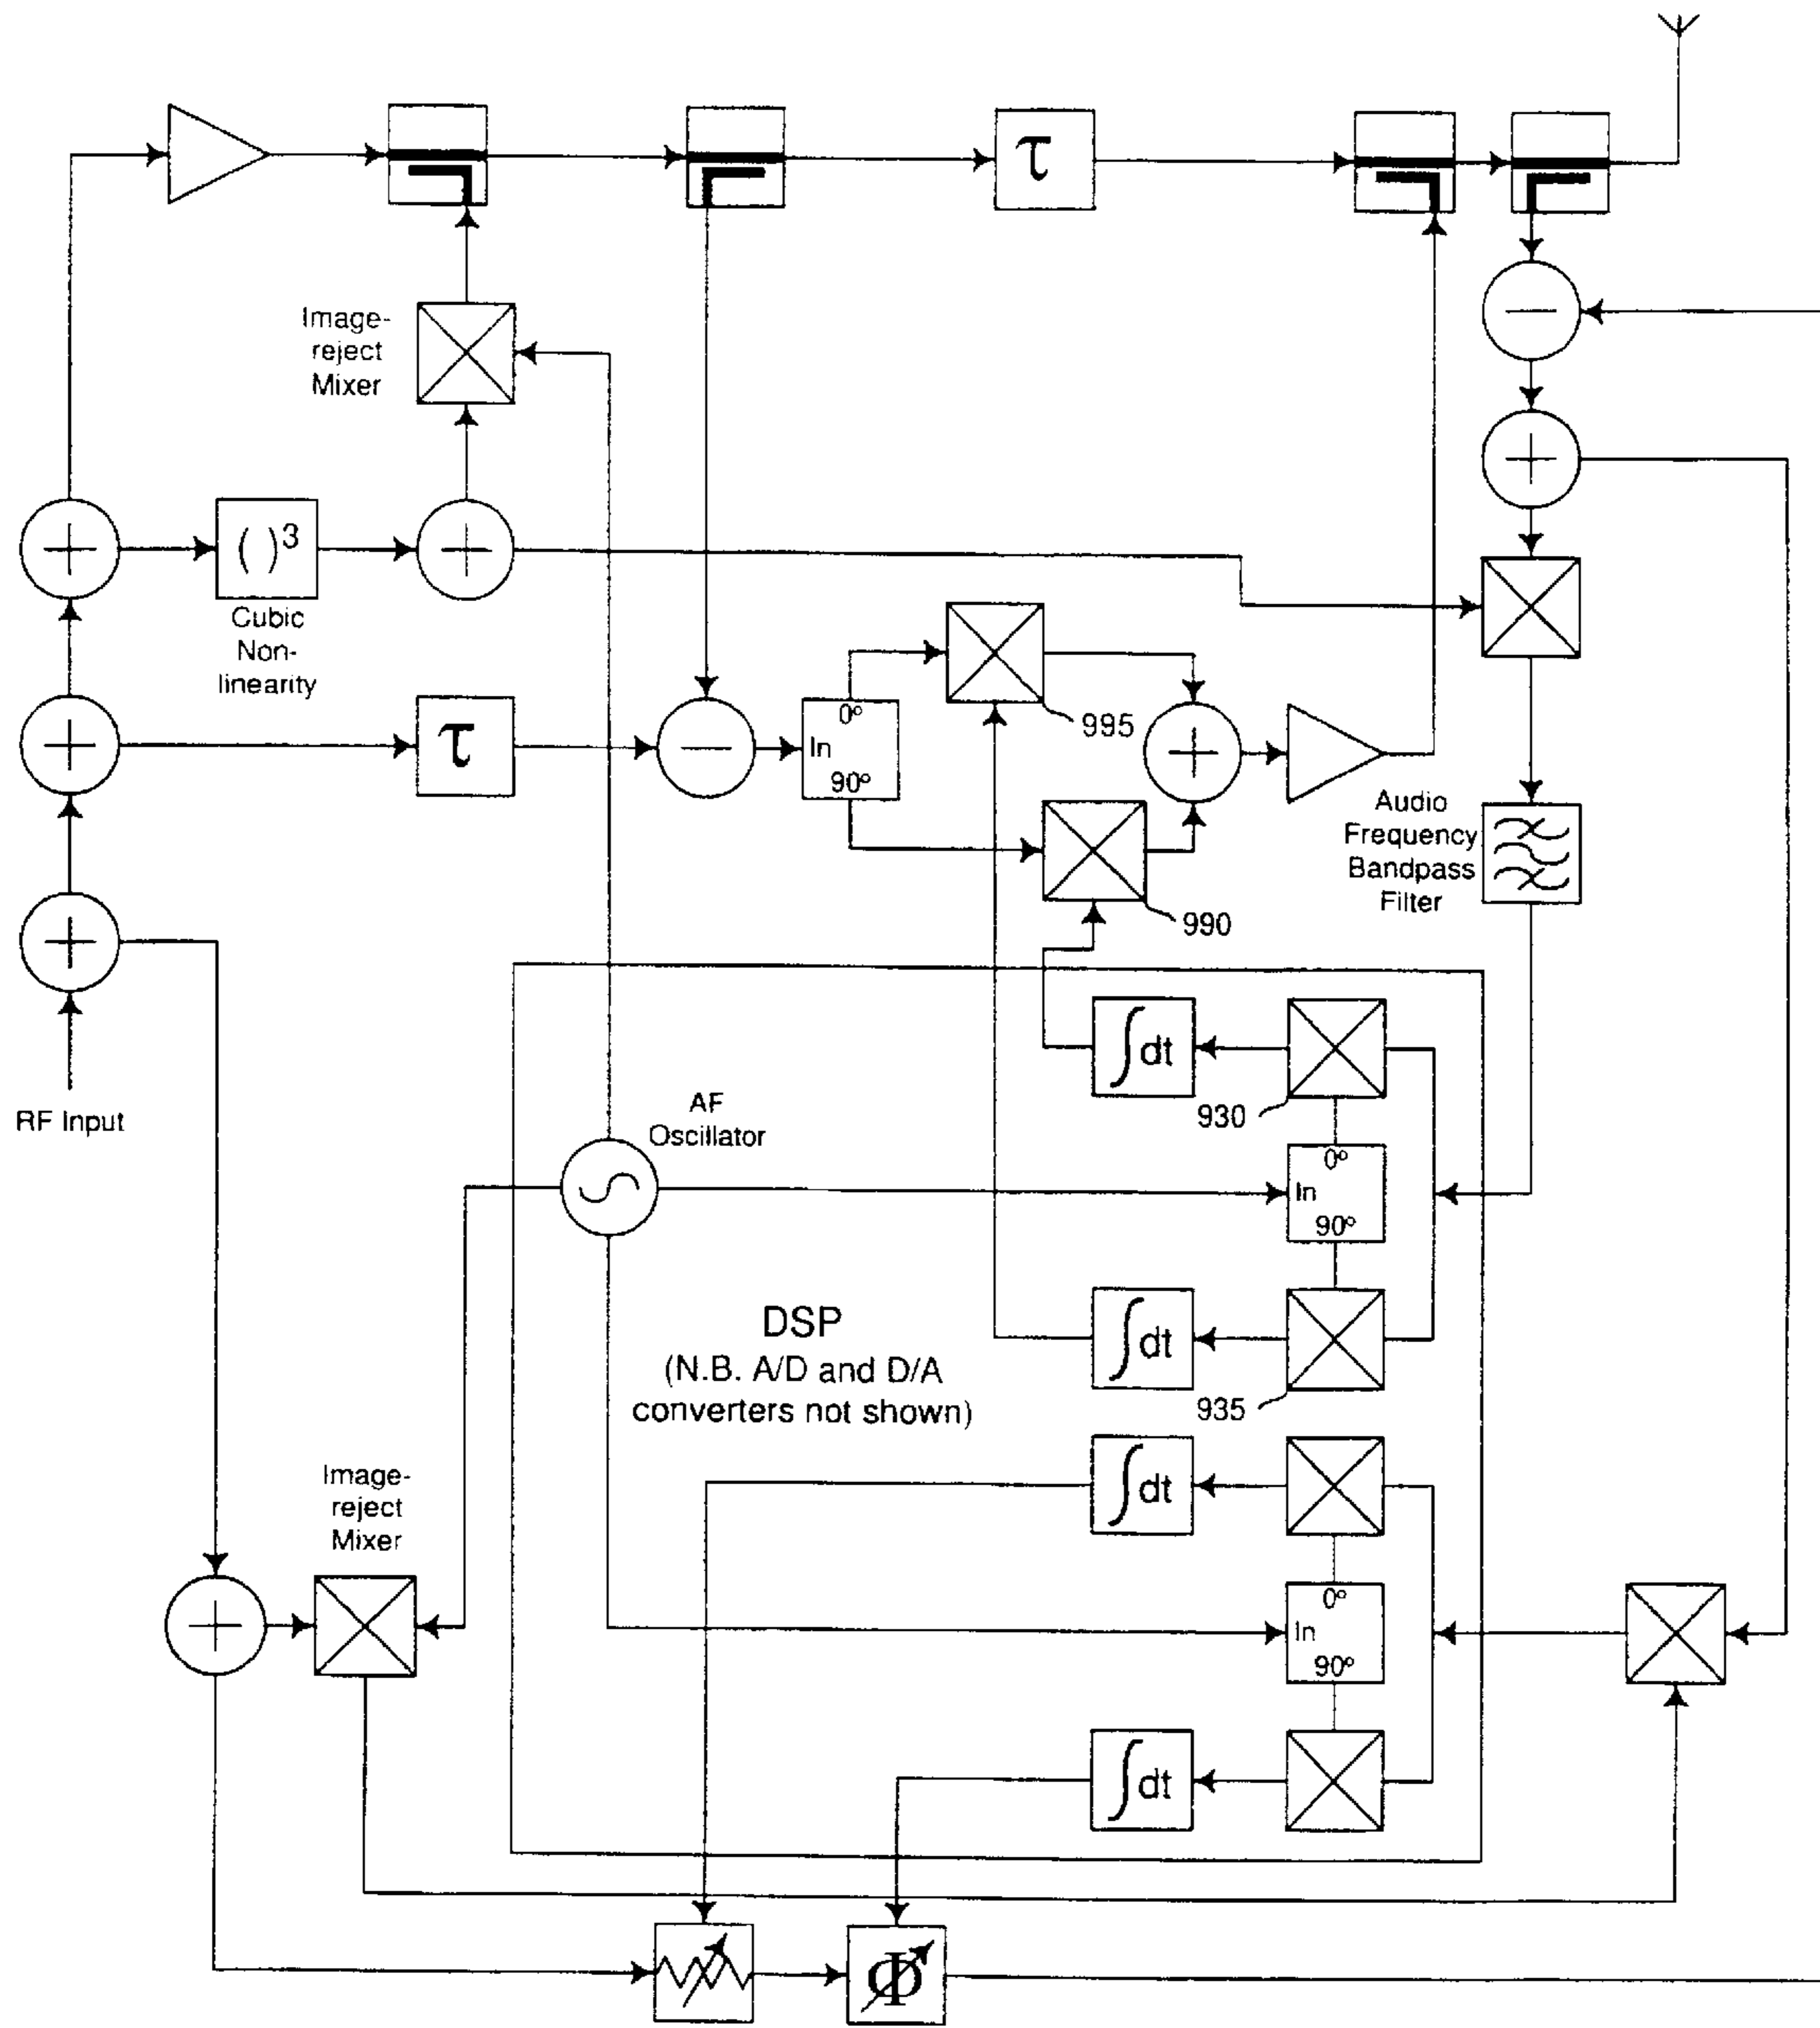 τ
Image-
reject
Mixer
( )³
Cubic
Non-
linearity
τ
0°
In
90°
995
990
Audio
Frequency
Bandpass
Filter
RF Input
AF
Oscillator
∫dt
930
0°
In
90°
∫dt
935
DSP
(N.B. A/D and D/A
converters not shown)
Image-
reject
Mixer
∫dt
0°
In
90°
∫dt
Φ